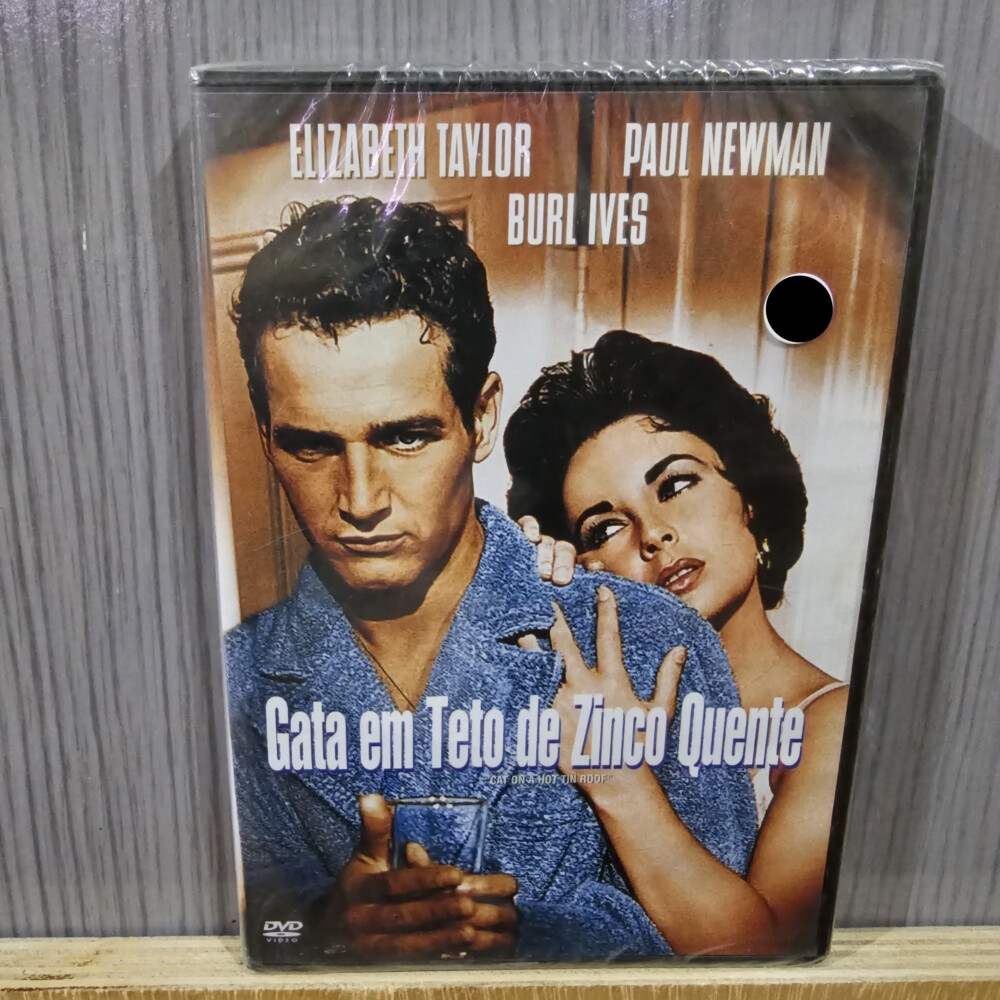 ELIZABETH TAYLOR PAUL NEWMAN
BURL IVES
Gata em Teto de Zinco Quente
"CAT ON A HOT TIN ROOF"
DVD
VIDEO